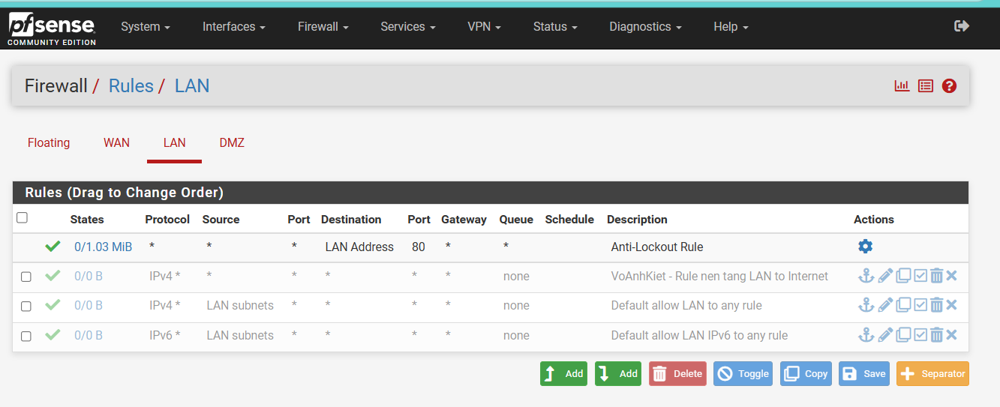 pfsense
COMMUNITY EDITION
System Interfaces Firewall Services VPN Status Diagnostics Help
Firewall / Rules / LAN
Floating WAN LAN DMZ
Rules (Drag to Change Order)
States Protocol Source Port Destination Port Gateway Queue Schedule Description Actions
0/1.03 MiB * * * LAN Address 80 * * Anti-Lockout Rule
0/0 B IPv4 * * * * * * none VoAnhKiet - Rule nen tang LAN to Internet
0/0 B IPv4 * LAN subnets * * * * none Default allow LAN to any rule
0/0 B IPv6 * LAN subnets * * * * none Default allow LAN IPv6 to any rule
Add Add Delete Toggle Copy Save Separator